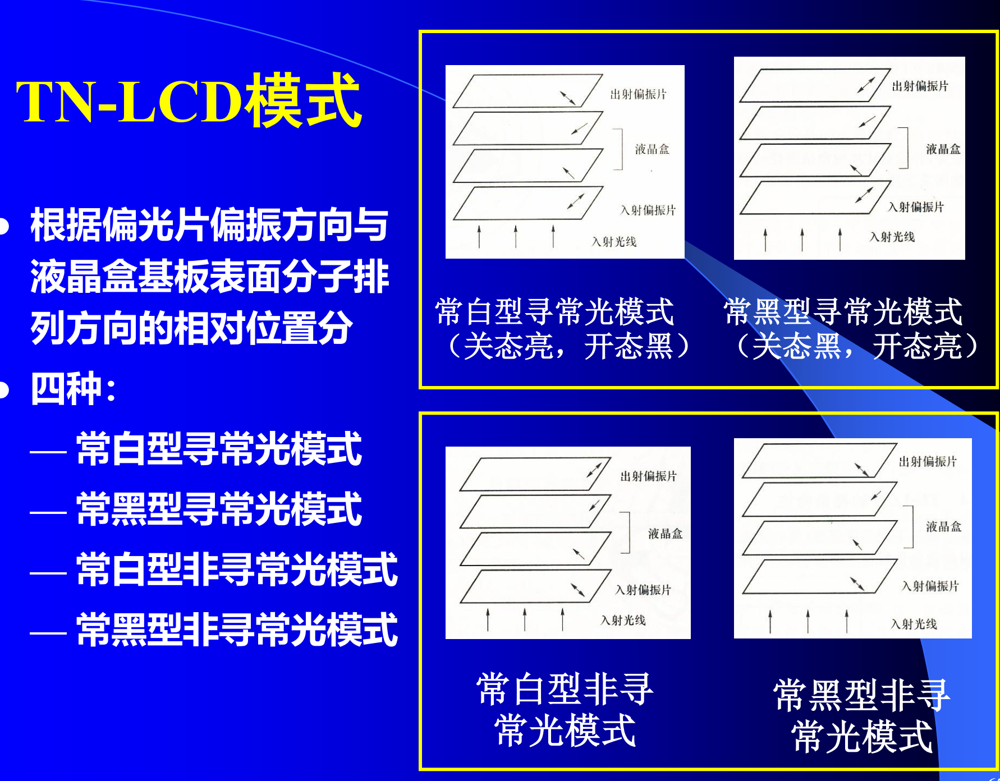 TN-LCD模式
● 根据偏光片偏振方向与
液晶盒基板表面分子排
列方向的相对位置分
● 四种：
— 常白型寻常光模式
— 常黑型寻常光模式
— 常白型非寻常光模式
— 常黑型非寻常光模式
出射偏振片
液晶盒
入射偏振片
入射光线
常白型寻常光模式
（关态亮，开态黑）
出射偏振片
液晶盒
入射偏振片
入射光线
常黑型寻常光模式
（关态黑，开态亮）
出射偏振片
液晶盒
入射偏振片
入射光线
常白型非寻
常光模式
出射偏振片
液晶盒
入射偏振片
入射光线
常黑型非寻
常光模式